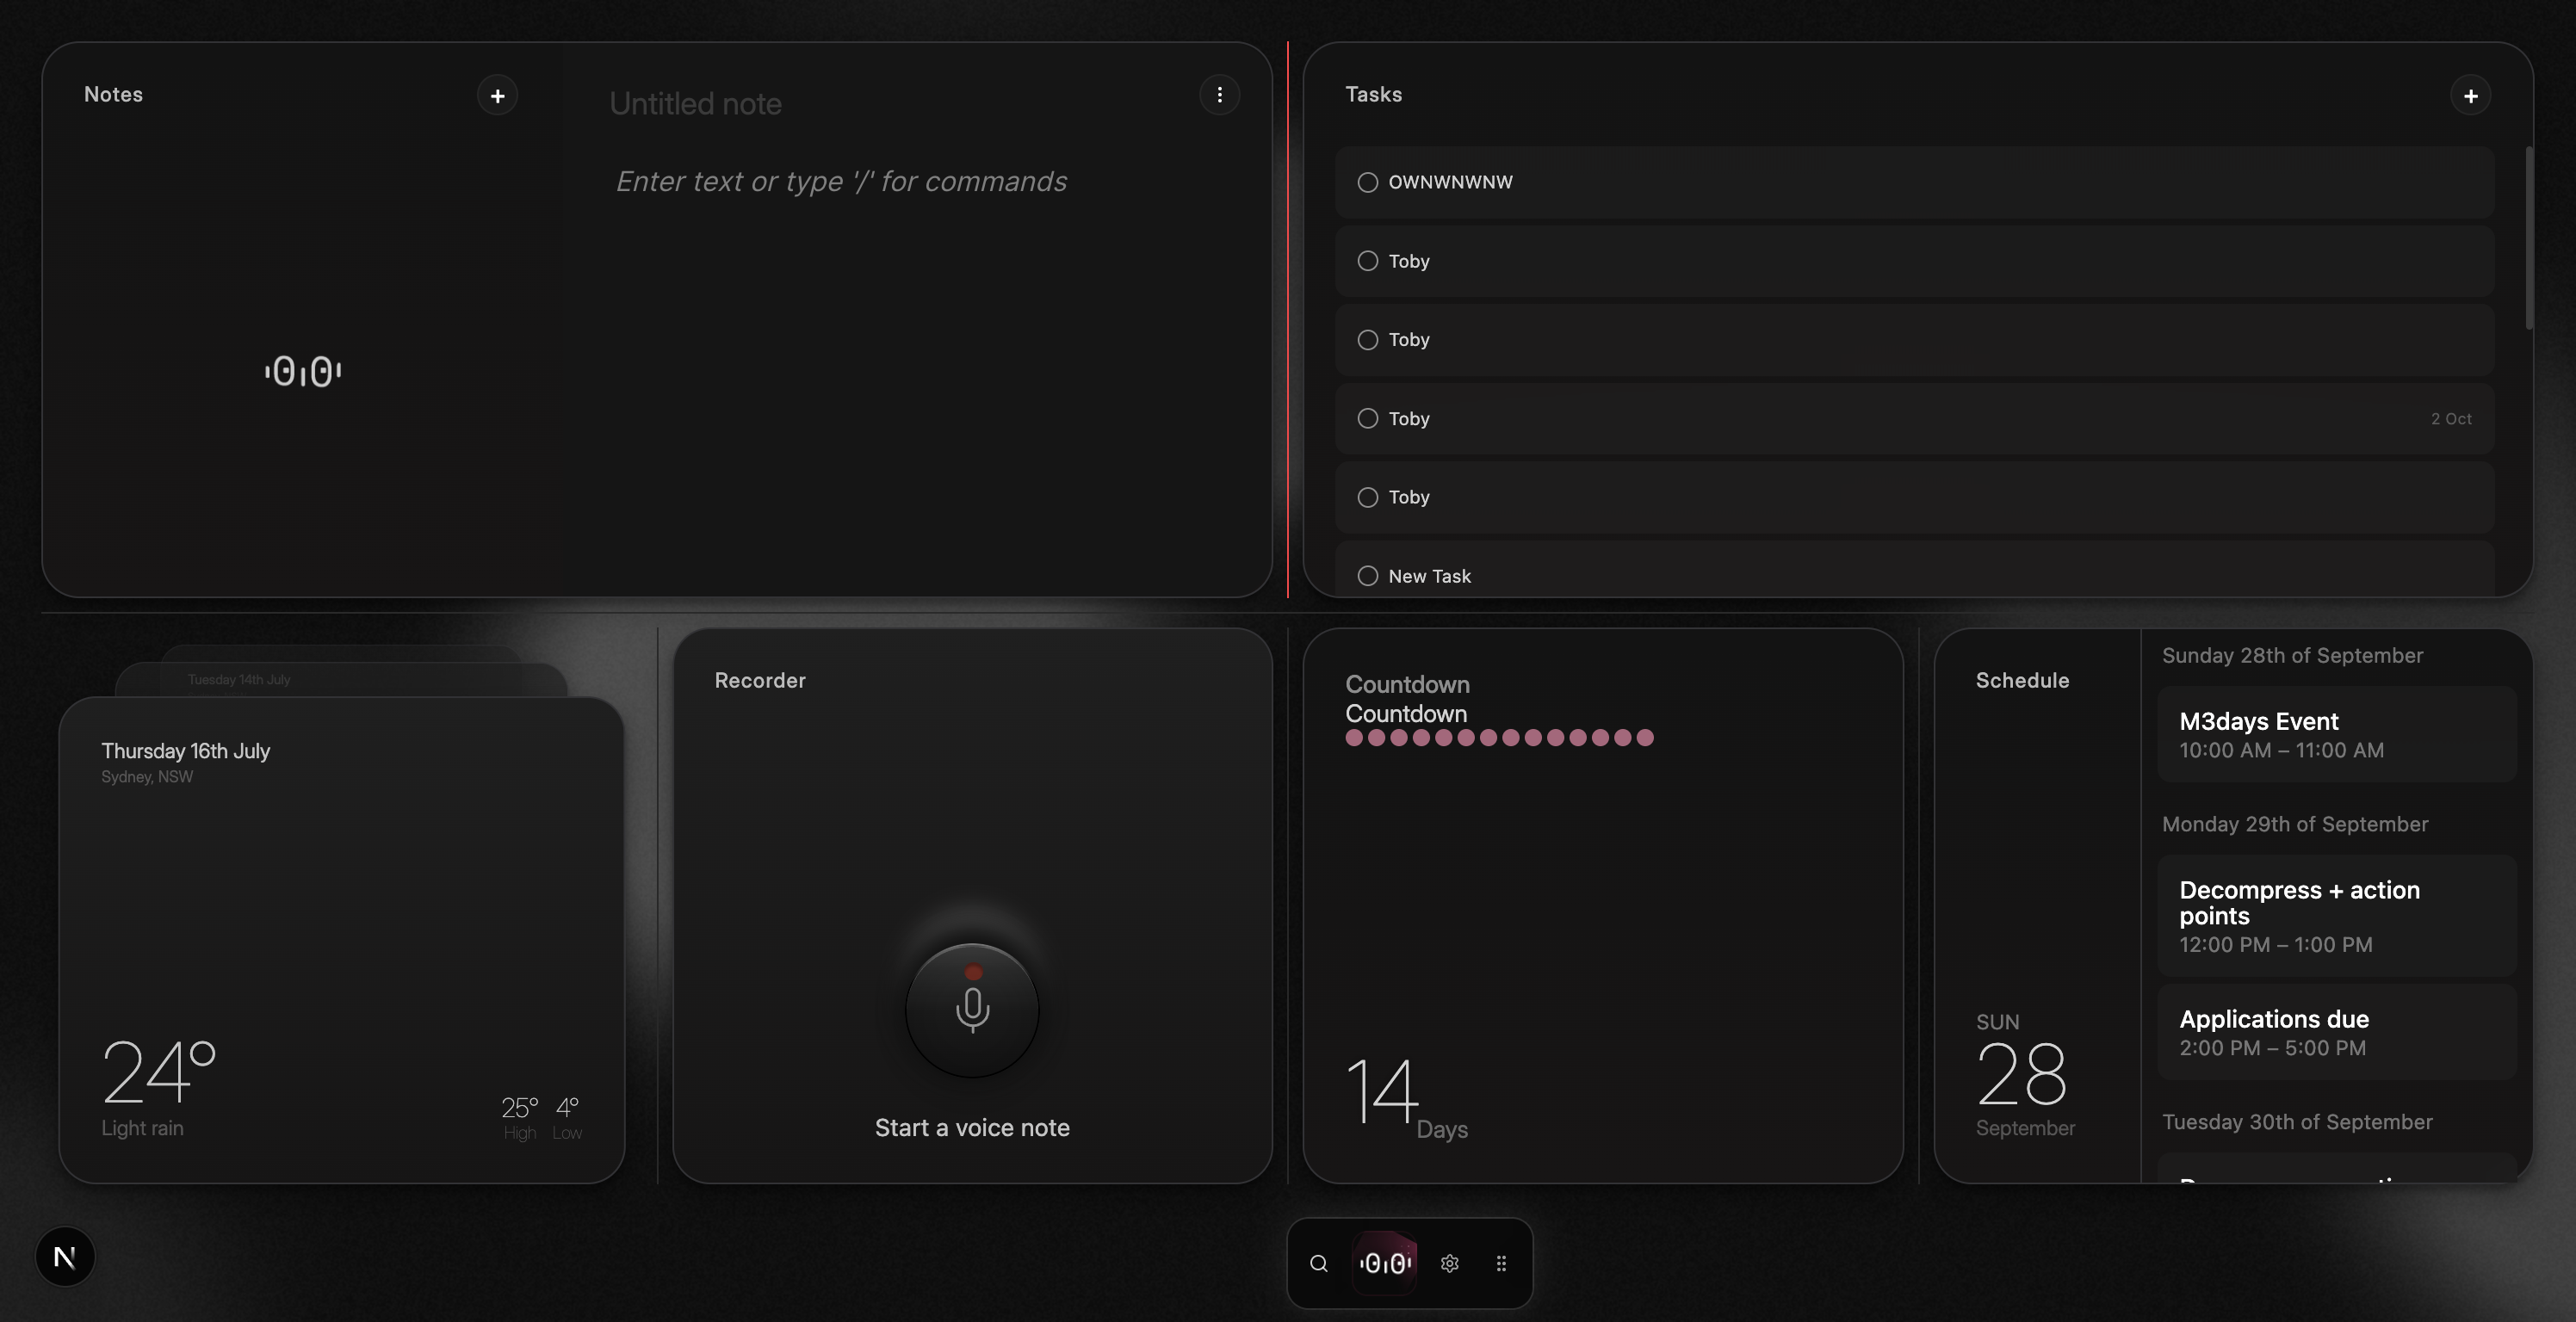 Notes
Untitled note
Enter text or type '/' for commands
Tasks
OWNWNWNW
Toby
Toby
Toby
2 Oct
Toby
New Task
Tuesday 14th July
Thursday 16th July
Sydney, NSW
24°
Light rain
25° 4°
High Low
Recorder
Start a voice note
Countdown
Countdown
14
Days
Schedule
SUN
28
September
Sunday 28th of September
M3days Event
10:00 AM – 11:00 AM
Monday 29th of September
Decompress + action
points
12:00 PM – 1:00 PM
Applications due
2:00 PM – 5:00 PM
Tuesday 30th of September
N